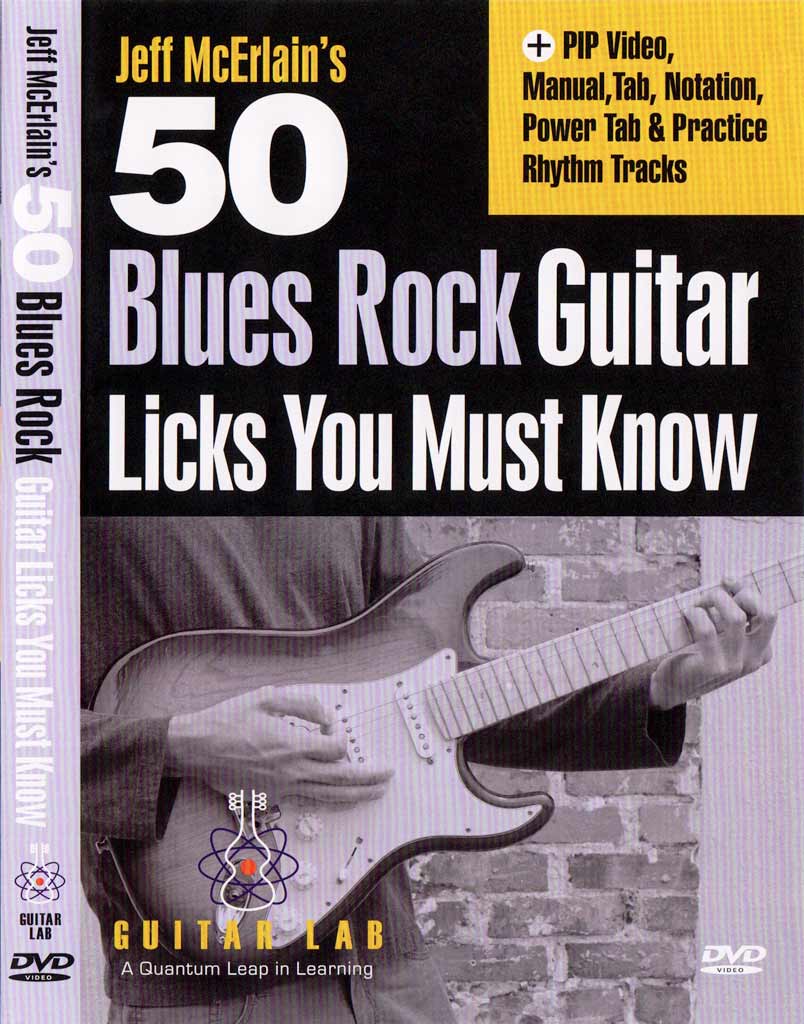 Jeff McErlain's
50
Blues Rock
Guitar Licks You Must Know
GUITAR
LAB
DVD
VIDEO
Jeff McErlain's
50
Blues Rock Guitar
Licks You Must Know
+ PIP Video,
Manual,Tab, Notation,
Power Tab & Practice
Rhythm Tracks
GUITAR LAB
A Quantum Leap in Learning
DVD
VIDEO